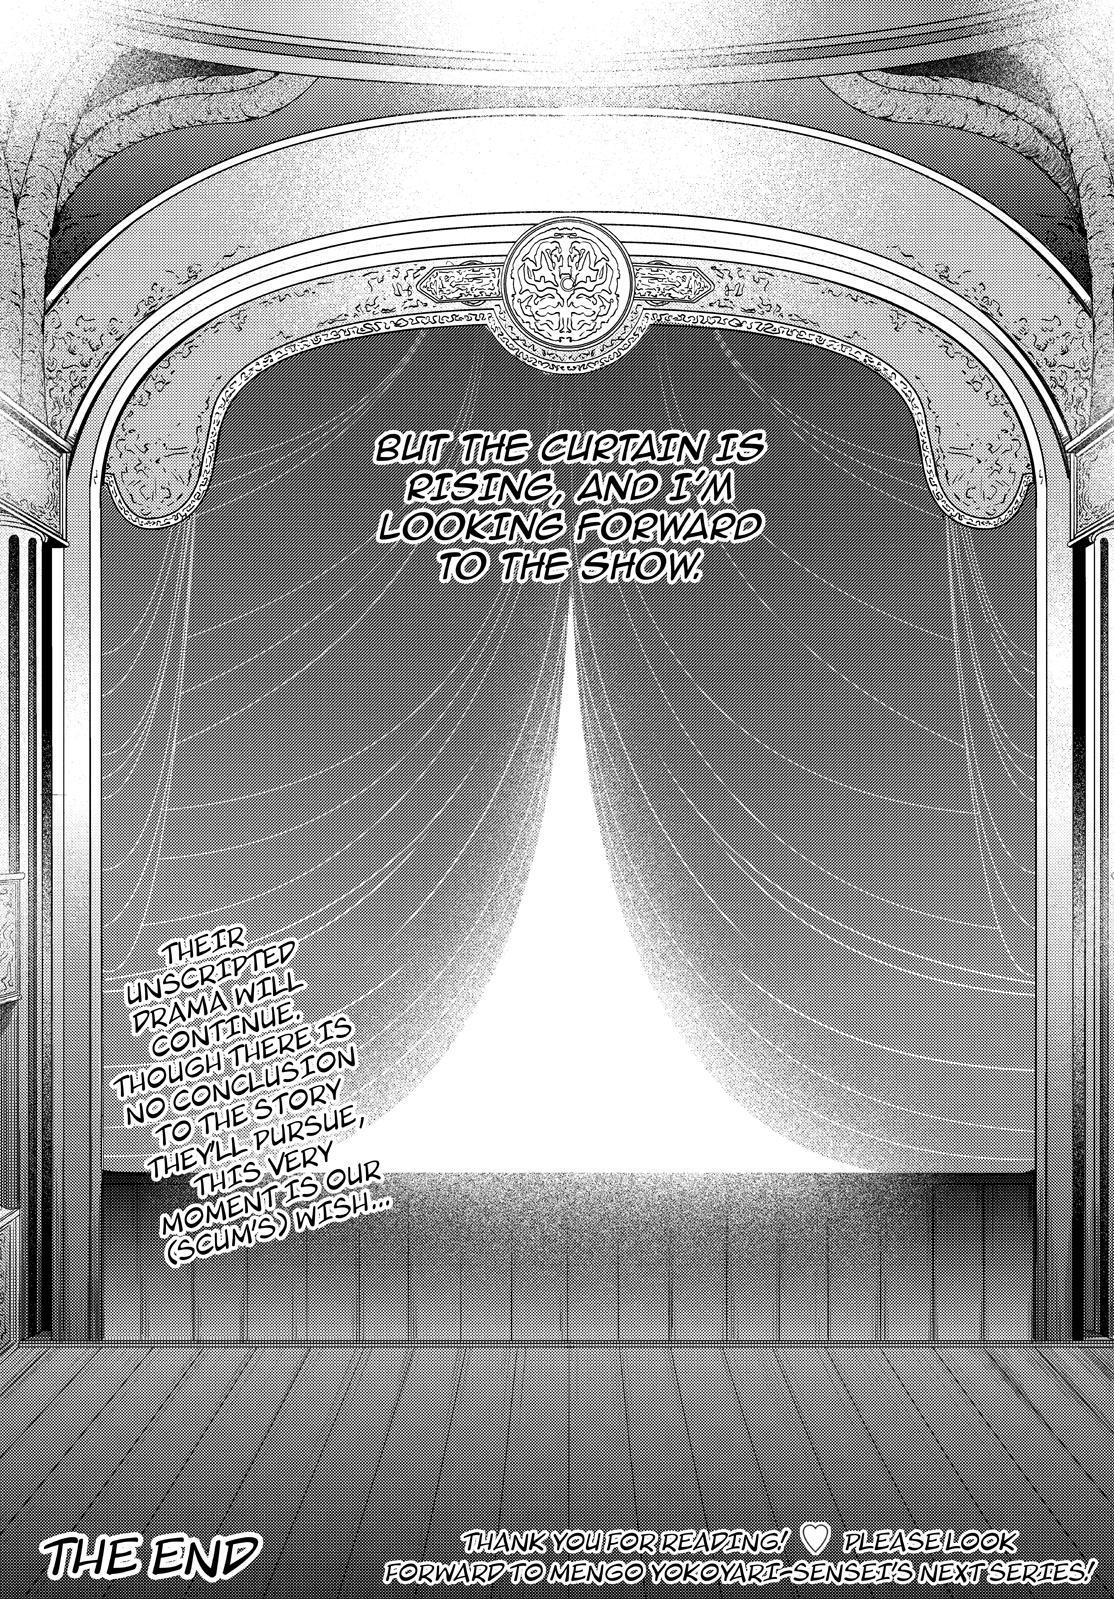 BUT THE CURTAIN IS
RISING, AND I'M
LOOKING FORWARD
TO THE SHOW.
THEIR
UNSCRIPTED
DRAMA WILL
CONTINUE.
THOUGH THERE IS
NO CONCLUSION
TO THE STORY
THEY'LL PURSUE,
THIS VERY
MOMENT IS OUR
(SCUM'S) WISH...
THE END
THANK YOU FOR READING! ♡ PLEASE LOOK
FORWARD TO MENGO YOKOYARI-SENSEI'S NEXT SERIES!